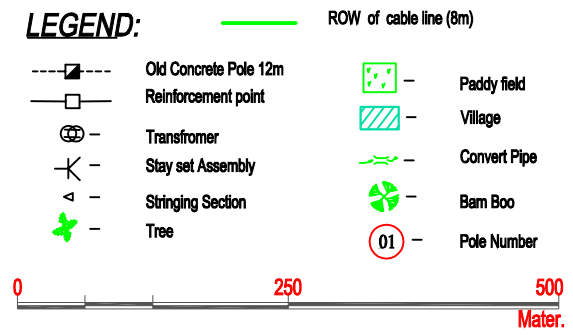 LEGEND:
ROW of cable line (8m)
Old Concrete Pole 12m
Reinforcement point
Transfromer
Stay set Assembly
Stringing Section
Tree
Paddy field
Village
Convert Pipe
Bam Boo
01
Pole Number
0 250 500
Mater.